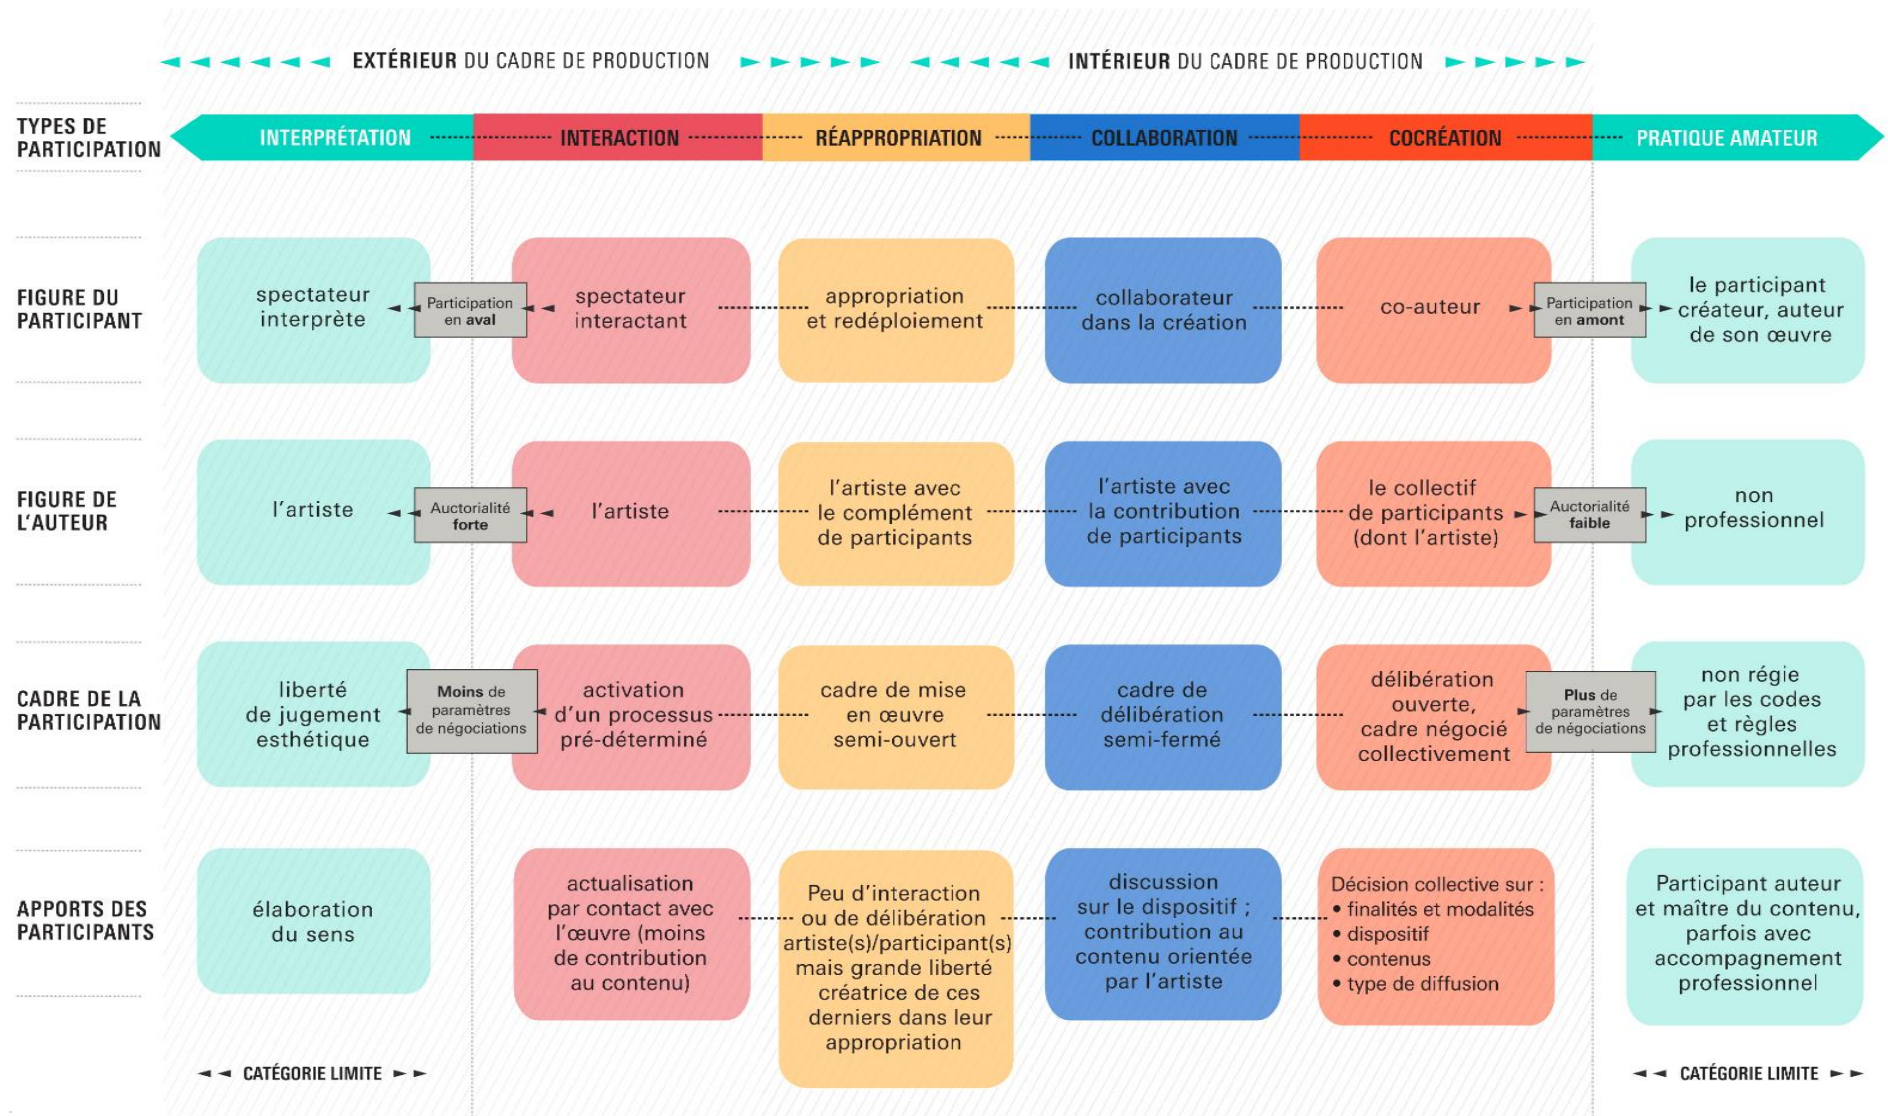 EXTÉRIEUR DU CADRE DE PRODUCTION
INTÉRIEUR DU CADRE DE PRODUCTION
TYPES DE
PARTICIPATION
INTERPRÉTATION
INTERACTION
RÉAPPROPRIATION
COLLABORATION
COCRÉATION
PRATIQUE AMATEUR
FIGURE DU
PARTICIPANT
spectateur
interprète
Participation
en aval
spectateur
interactant
appropriation
et redéploiement
collaborateur
dans la création
co-auteur
Participation
en amont
le participant
créateur, auteur
de son œuvre
FIGURE DE
L'AUTEUR
l'artiste
Auctorialité
forte
l'artiste
l'artiste avec
le complément
de participants
l'artiste avec
la contribution
de participants
le collectif
de participants
(dont l'artiste)
Auctorialité
faible
non
professionnel
CADRE DE LA
PARTICIPATION
liberté
de jugement
esthétique
Moins de
paramètres
de négociations
activation
d'un processus
pré-déterminé
cadre de mise
en œuvre
semi-ouvert
cadre de
délibération
semi-fermé
délibération
ouverte,
cadre négocié
collectivement
Plus de
paramètres
de négociations
non régie
par les codes
et règles
professionnelles
APPORTS DES
PARTICIPANTS
élaboration
du sens
actualisation
par contact avec
l'œuvre (moins
de contribution
au contenu)
Peu d'interaction
ou de délibération
artiste(s)/participant(s)
mais grande liberté
créatrice de ces
derniers dans leur
appropriation
discussion
sur le dispositif ;
contribution au
contenu orientée
par l'artiste
Décision collective sur :
• finalités et modalités
• dispositif
• contenus
• type de diffusion
Participant auteur
et maître du contenu,
parfois avec
accompagnement
professionnel
CATÉGORIE LIMITE
CATÉGORIE LIMITE